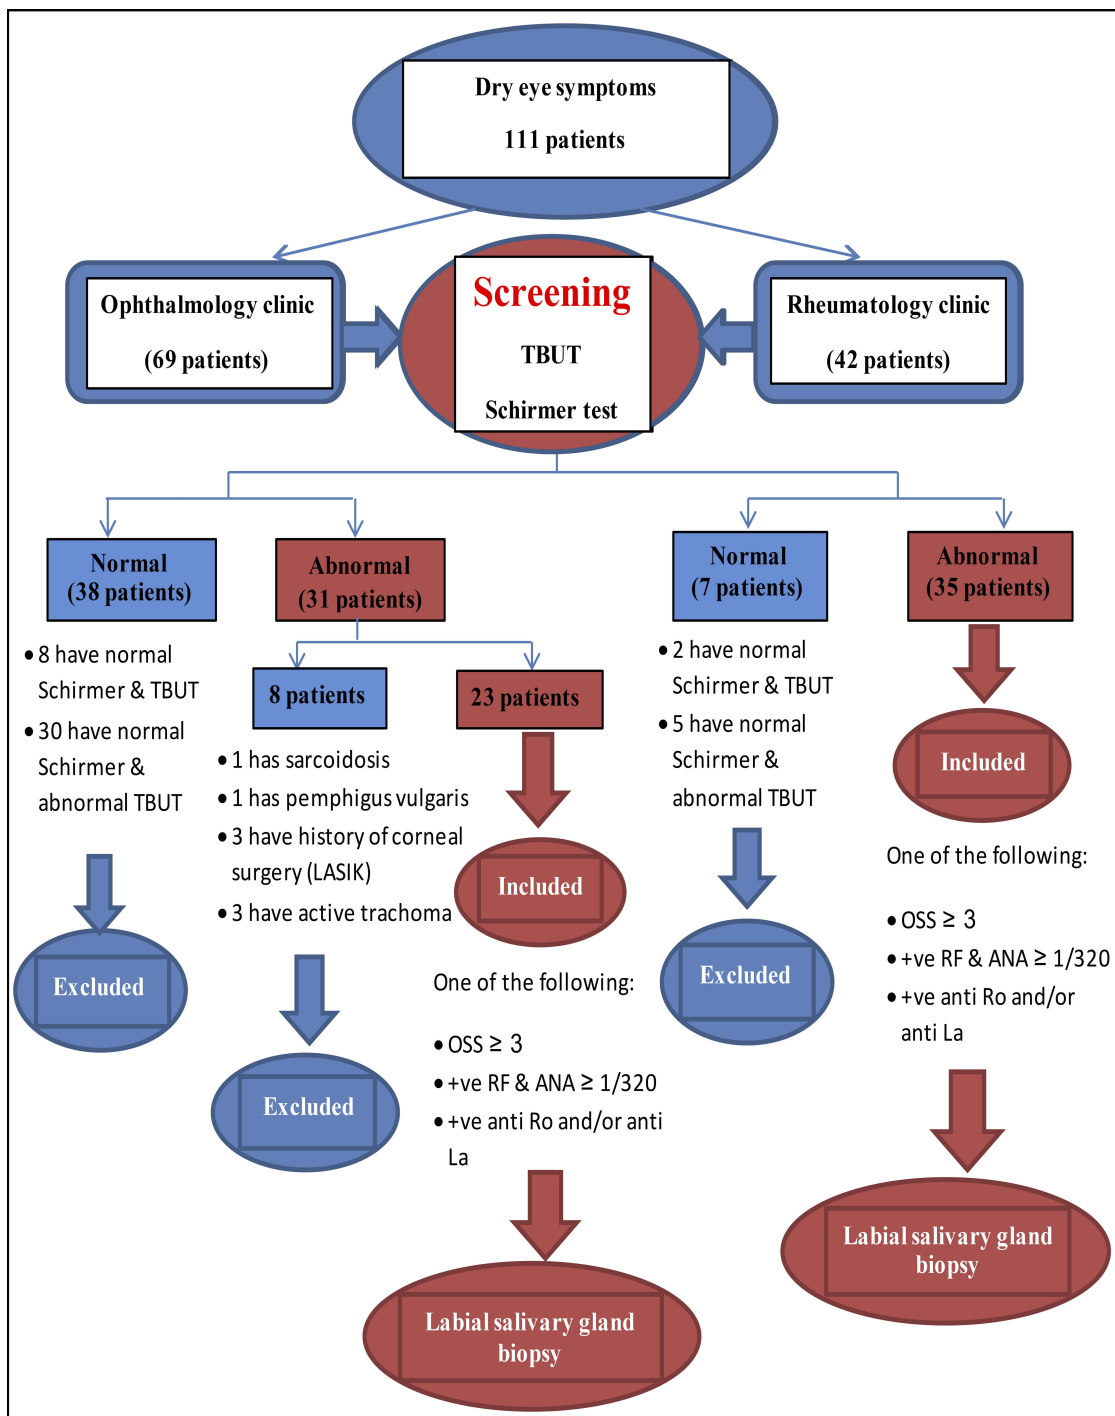 Dry eye symptoms
111 patients
Ophthalmology clinic
(69 patients)
Screening
TBUT
Schirmer test
Rheumatology clinic
(42 patients)
Normal
(38 patients)
Abnormal
(31 patients)
Normal
(7 patients)
Abnormal
(35 patients)
• 8 have normal
Schirmer & TBUT
• 30 have normal
Schirmer &
abnormal TBUT
Excluded
8 patients
• 1 has sarcoidosis
• 1 has pemphigus vulgaris
• 3 have history of corneal
surgery (LASIK)
• 3 have active trachoma
Excluded
23 patients
Included
One of the following:
• OSS ≥ 3
• +ve RF & ANA ≥ 1/320
• +ve anti Ro and/or anti
La
Labial salivary gland
biopsy
• 2 have normal
Schirmer & TBUT
• 5 have normal
Schirmer &
abnormal TBUT
Excluded
Included
One of the following:
• OSS ≥ 3
• +ve RF & ANA ≥ 1/320
• +ve anti Ro and/or
anti La
Labial salivary gland
biopsy